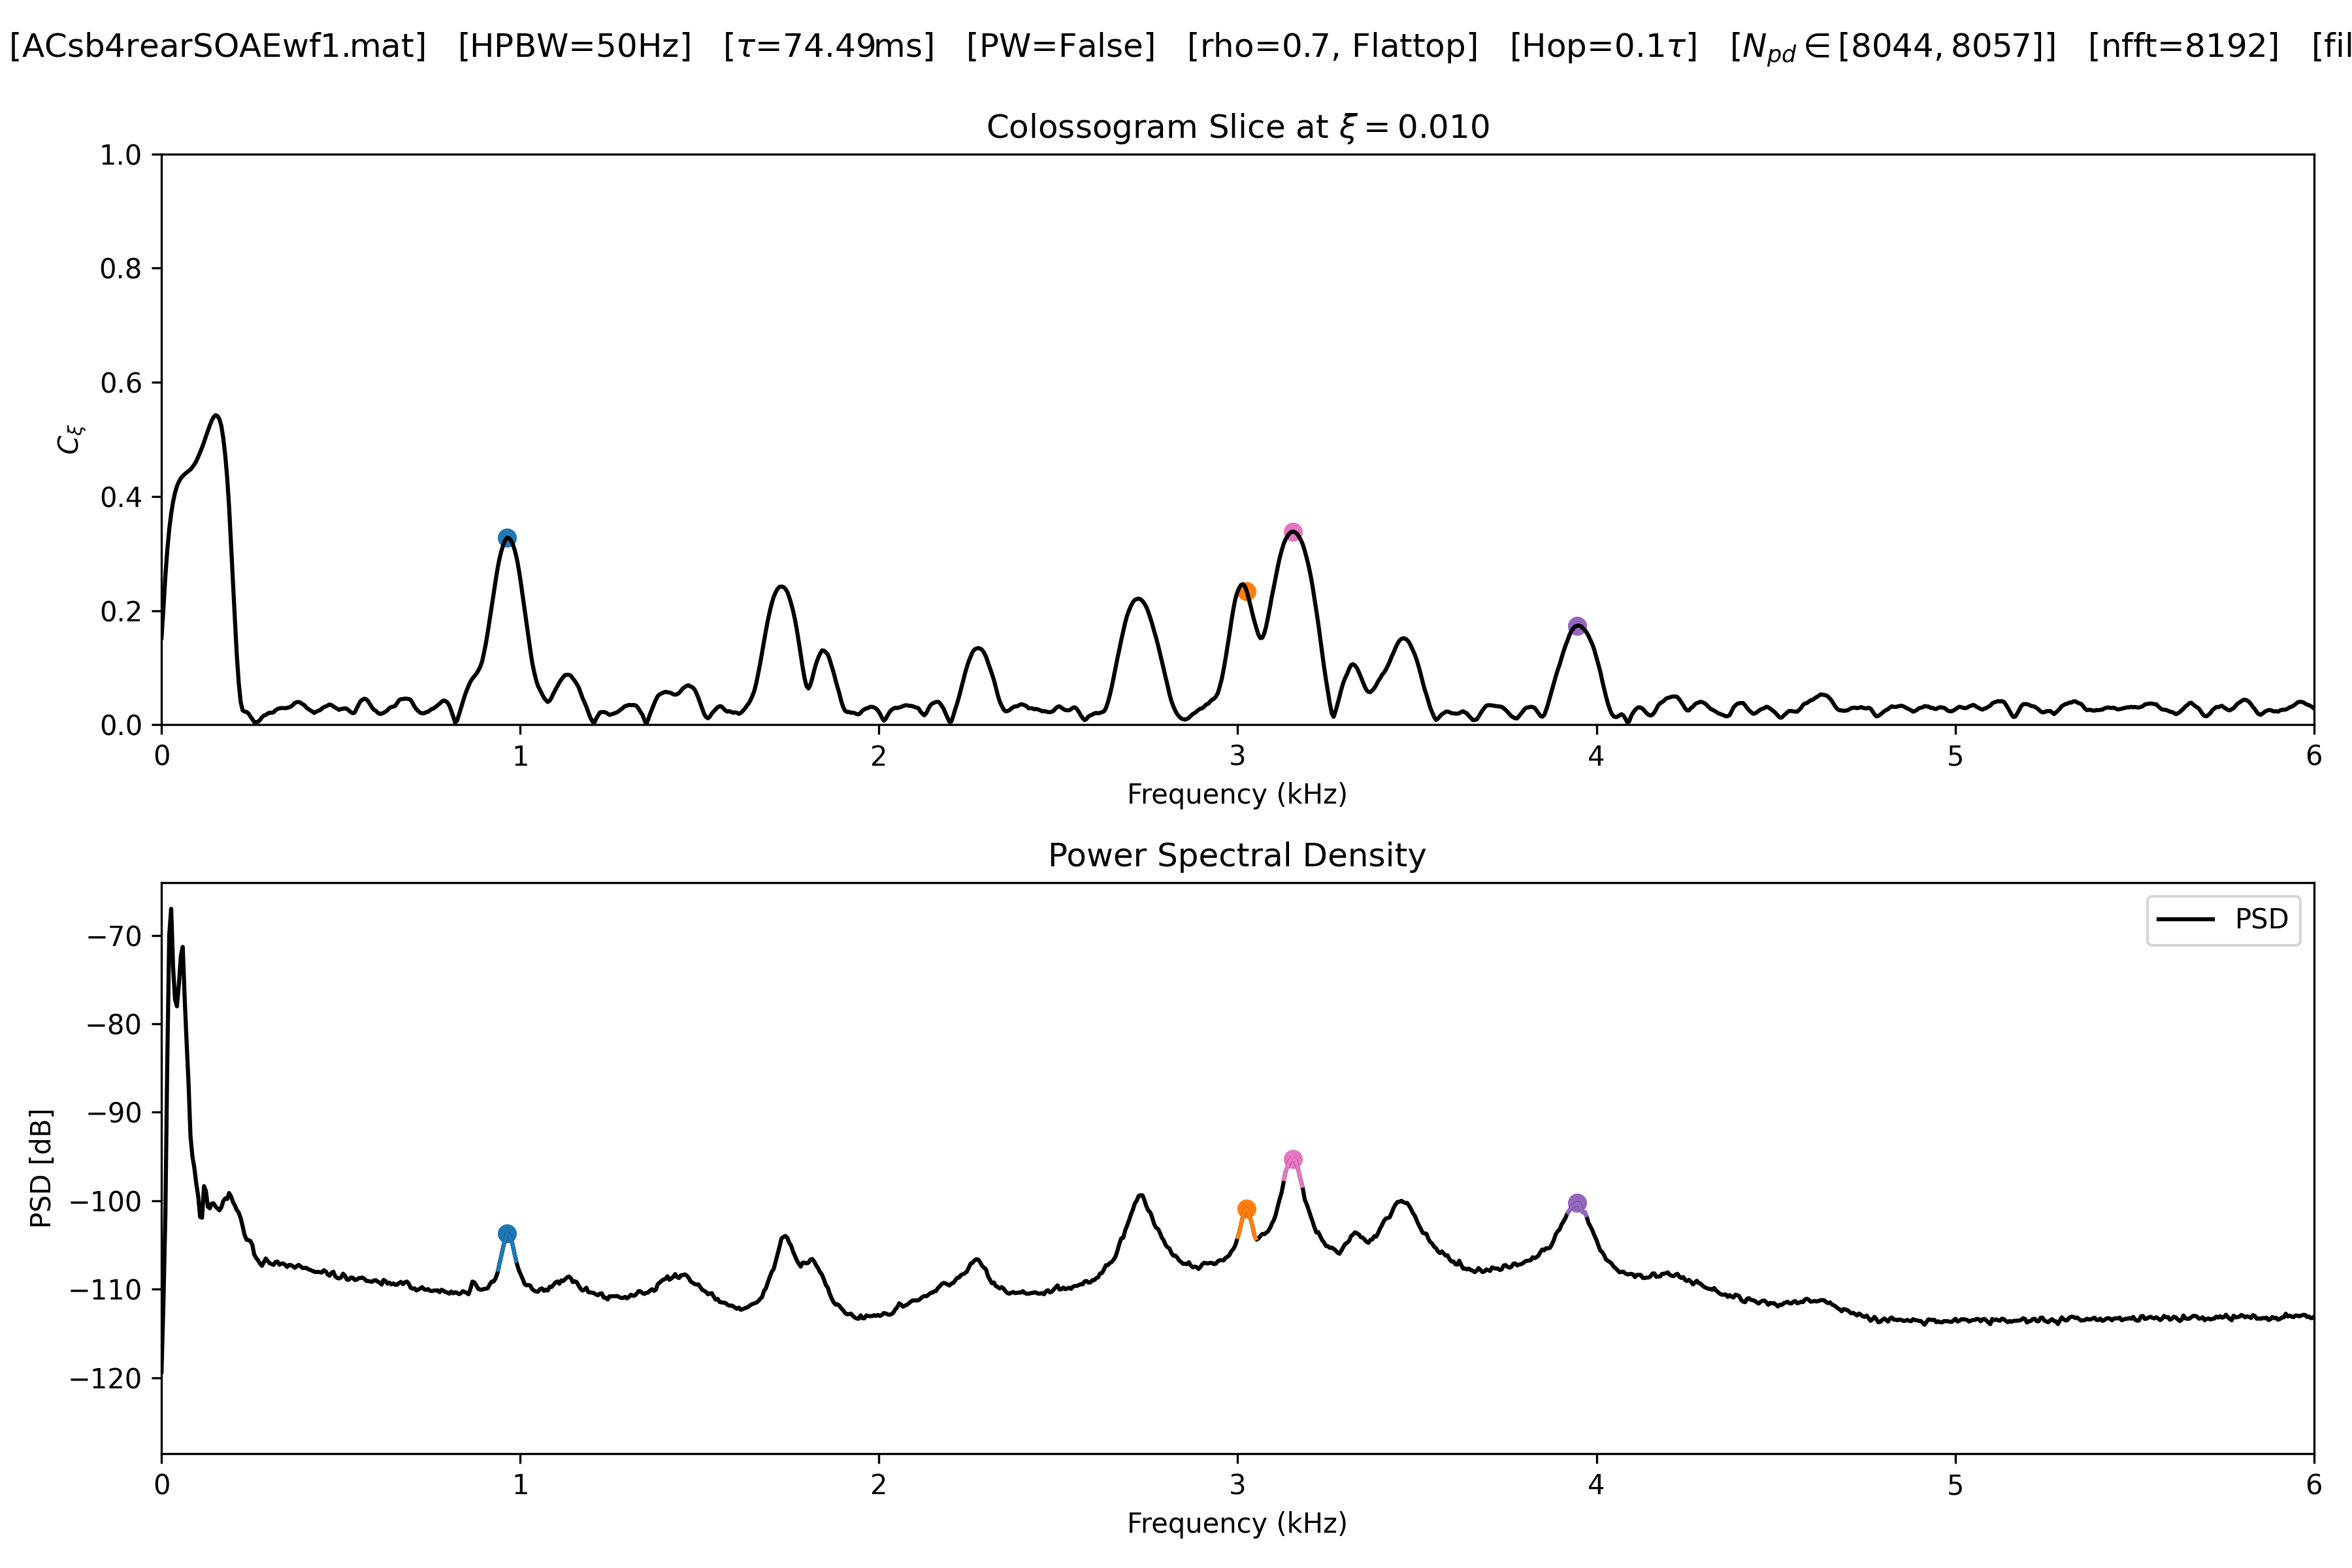 [ACsb4rearSOAEwf1.mat] [HPBW=50Hz] [τ=74.49ms] [PW=False] [rho=0.7, Flattop] [Hop=0.1τ] [N_pd ∈ [8044, 8057]] [nfft=8192]
Colossogram Slice at ξ = 0.010
1.0
0.8
0.6
0.4
0.2
0.0
C_ξ
0 1 2 3 4 5 6
Frequency (kHz)
Power Spectral Density
PSD
−70
−80
−90
−100
−110
−120
PSD [dB]
0 1 2 3 4 5 6
Frequency (kHz)